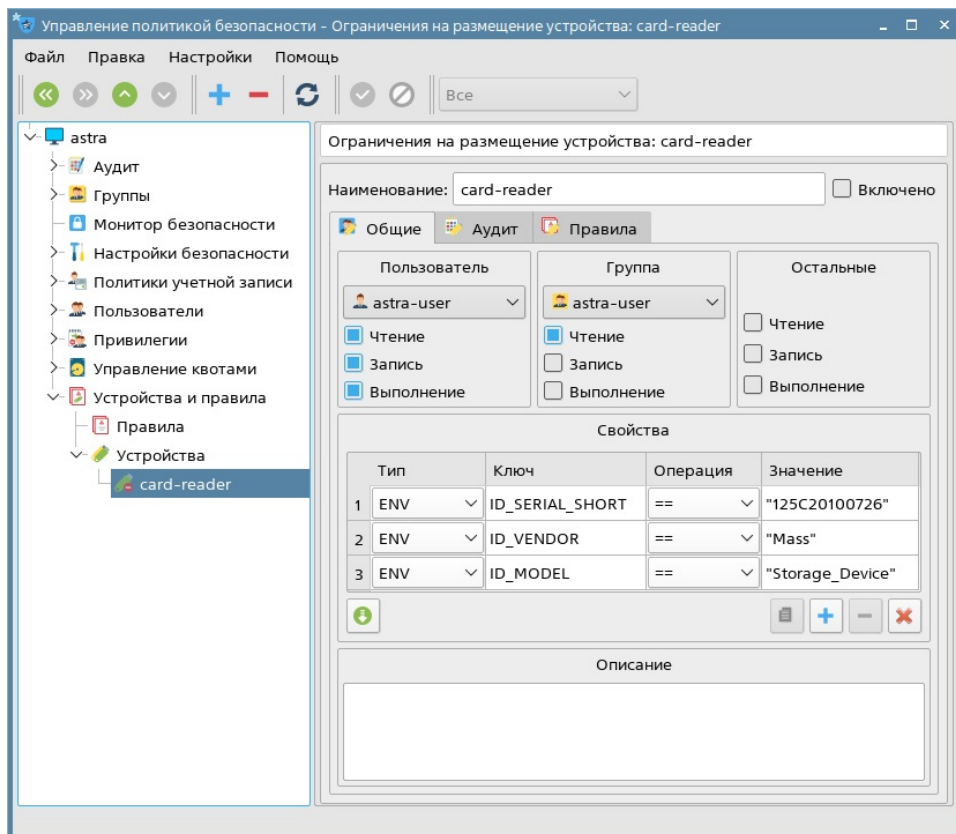 Управление политикой безопасности - Ограничения на размещение устройства: card-reader
Файл Правка Настройки Помощь
Все
astra
Аудит
Группы
Монитор безопасности
Настройки безопасности
Политики учетной записи
Пользователи
Привилегии
Управление квотами
Устройства и правила
Правила
Устройства
card-reader
Ограничения на размещение устройства: card-reader
Наименование: card-reader Включено
Общие Аудит Правила
Пользователь Группа Остальные
astra-user astra-user
Чтение Чтение Чтение
Запись Запись Запись
Выполнение Выполнение Выполнение
Свойства
Тип Ключ Операция Значение
1 ENV ID_SERIAL_SHORT == "125C20100726"
2 ENV ID_VENDOR == "Mass"
3 ENV ID_MODEL == "Storage_Device"
Описание